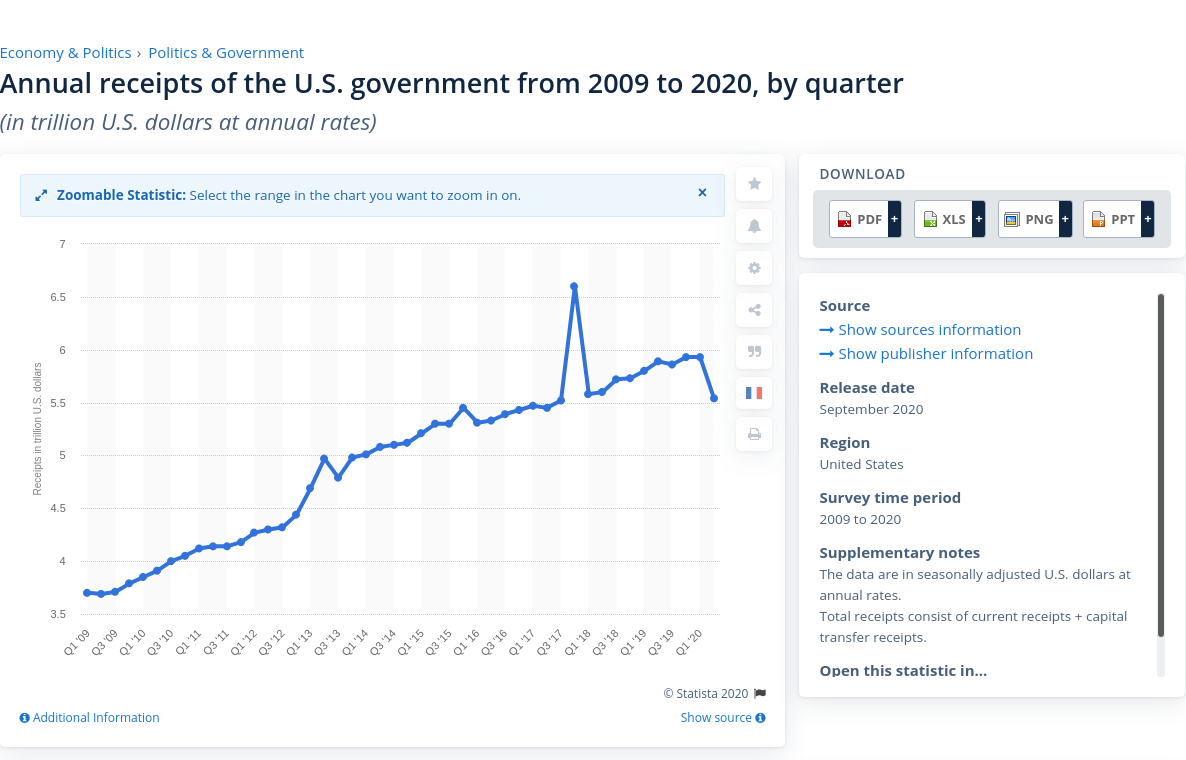 Economy & Politics › Politics & Government
Annual receipts of the U.S. government from 2009 to 2020, by quarter
(in trillion U.S. dollars at annual rates)
Zoomable Statistic: Select the range in the chart you want to zoom in on.
×
7
6.5
6
5.5
5
4.5
4
3.5
Receipts in trillion U.S. dollars
Q1 '09
Q3 '09
Q1 '10
Q3 '10
Q1 '11
Q3 '11
Q1 '12
Q3 '12
Q1 '13
Q3 '13
Q1 '14
Q3 '14
Q1 '15
Q3 '15
Q1 '16
Q3 '16
Q1 '17
Q3 '17
Q1 '18
Q3 '18
Q1 '19
Q3 '19
Q1 '20
© Statista 2020
Additional Information
Show source
DOWNLOAD
PDF +
XLS +
PNG +
PPT +
Source
Show sources information
Show publisher information
Release date
September 2020
Region
United States
Survey time period
2009 to 2020
Supplementary notes
The data are in seasonally adjusted U.S. dollars at
annual rates.
Total receipts consist of current receipts + capital
transfer receipts.
Open this statistic in...